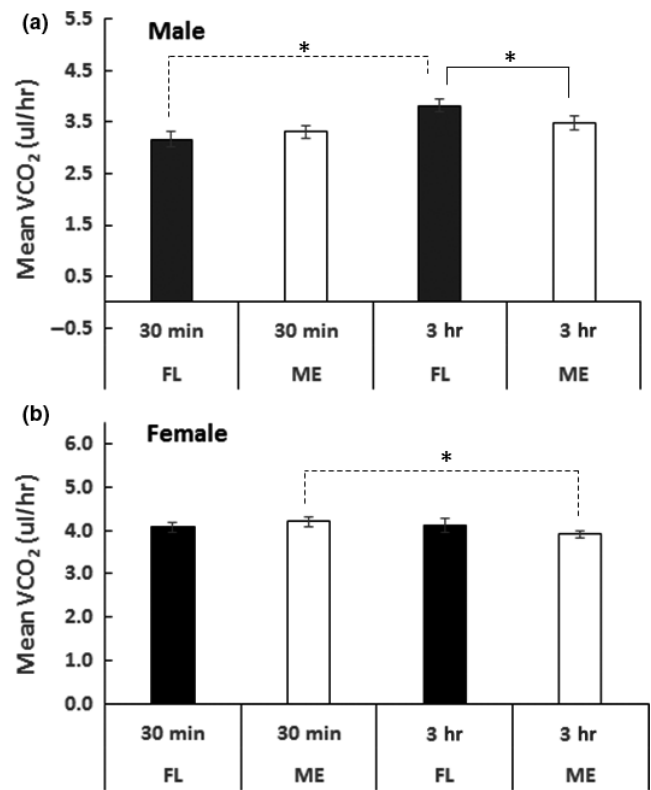 (a)
Male
*
*
Mean VCO₂ (ul/hr)
5.5
4.5
3.5
2.5
1.5
0.5
–0.5
30 min 30 min 3 hr 3 hr
FL ME FL ME
(b)
Female
*
Mean VCO₂ (ul/hr)
6.0
5.0
4.0
3.0
2.0
1.0
0.0
30 min 30 min 3 hr 3 hr
FL ME FL ME